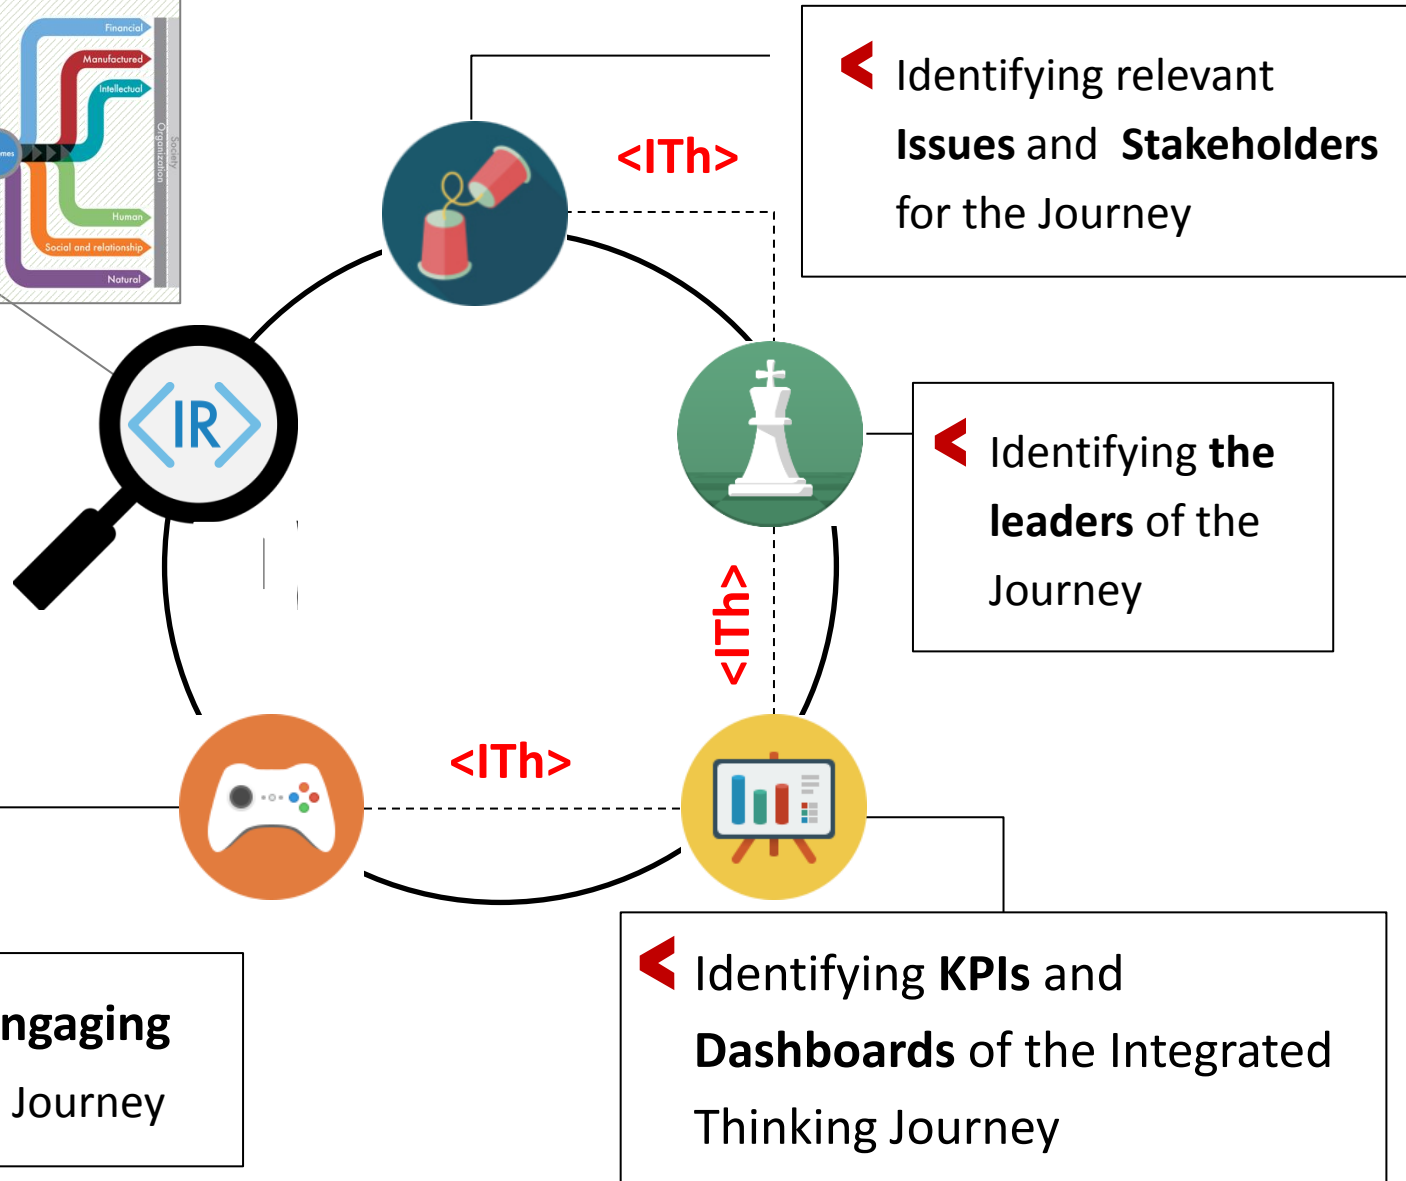 Financial
Manufactured
Intellectual
Organization
Society
Human
Social and relationship
Natural
<ITh>
< Identifying relevant
Issues and Stakeholders
for the Journey
<IR>
< Identifying the
leaders of the
Journey
<ITh>
<ITh>
< Identifying KPIs and
Dashboards of the Integrated
Thinking Journey
ngaging
Journey